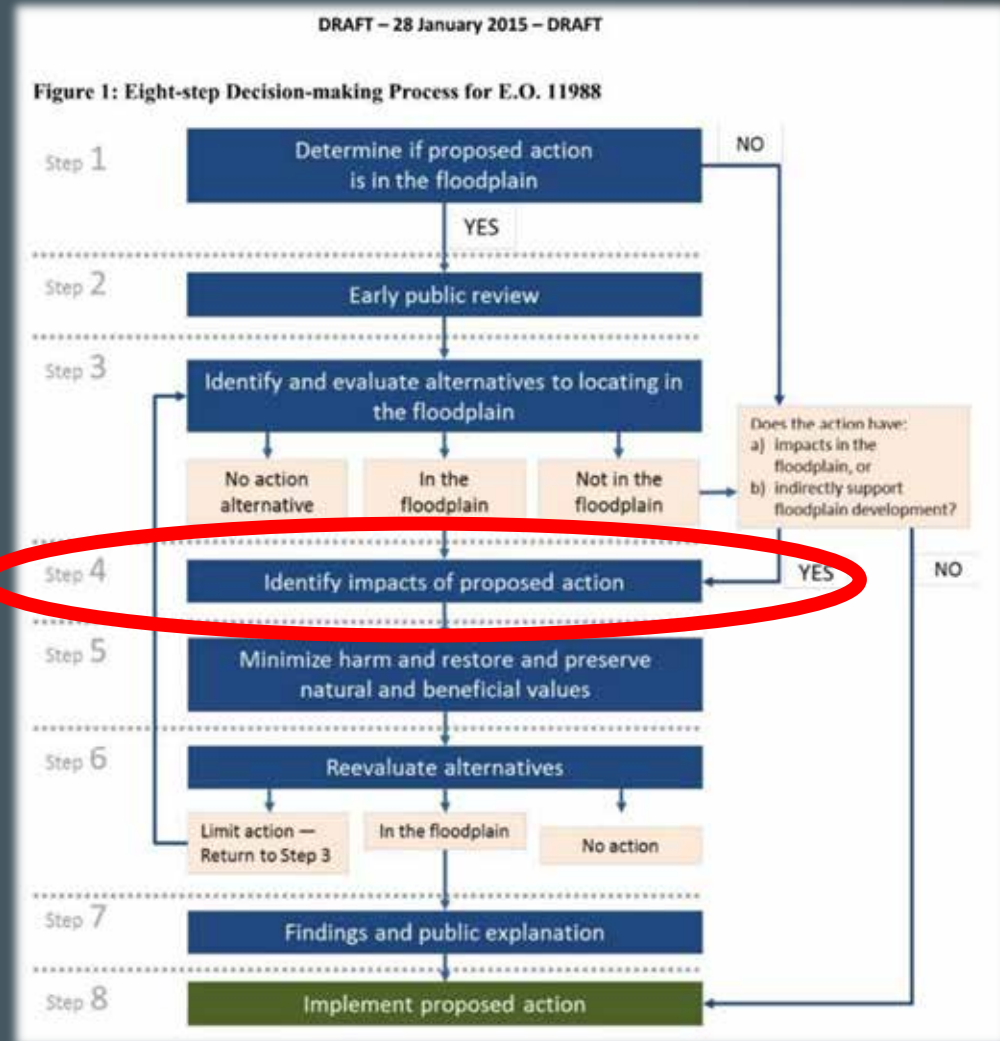 DRAFT – 28 January 2015 – DRAFT
Figure 1: Eight-step Decision-making Process for E.O. 11988
Step 1
Determine if proposed action
is in the floodplain
NO
YES
Step 2
Early public review
Step 3
Identify and evaluate alternatives to locating in
the floodplain
No action
alternative
In the
floodplain
Not in the
floodplain
Does the action have:
a) impacts in the
floodplain, or
b) indirectly support
floodplain development?
Step 4
Identify impacts of proposed action
YES
NO
Step 5
Minimize harm and restore and preserve
natural and beneficial values
Step 6
Reevaluate alternatives
Limit action —
Return to Step 3
In the floodplain
No action
Step 7
Findings and public explanation
Step 8
Implement proposed action